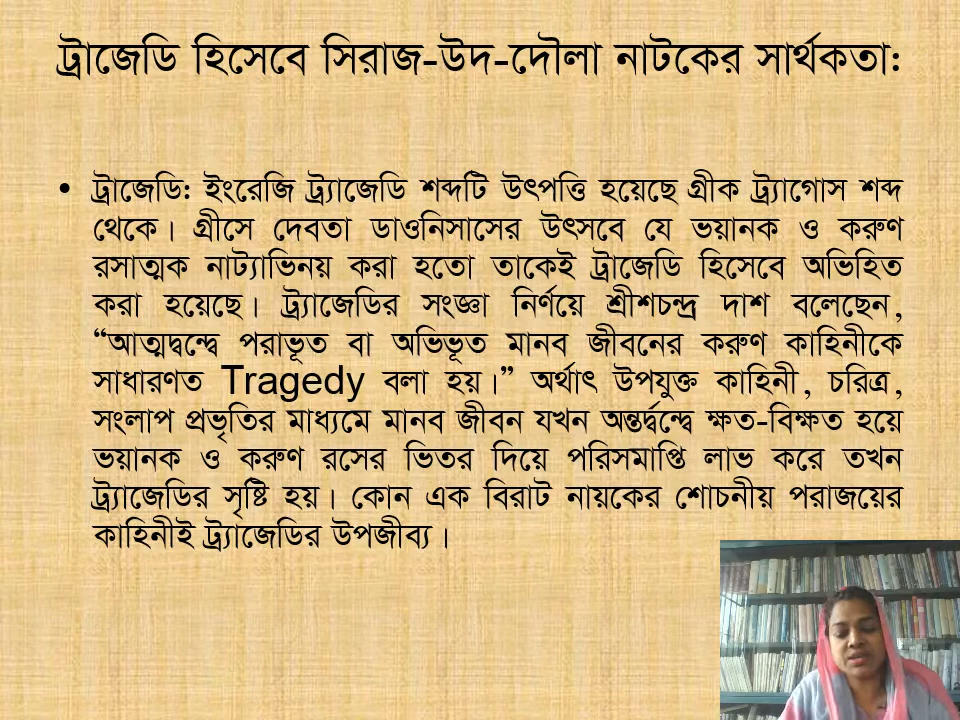 ট্রাজেডি হিসেবে সিরাজ-উদ-দৌলা নাটকের সার্থকতা:
• ট্রাজেডি: ইংরেজি ট্র্যাজেডি শব্দটি উৎপত্তি হয়েছে গ্রীক ট্র্যাগোস শব্দ
থেকে। গ্রীসে দেবতা ডাওনিসাসের উৎসবে যে ভয়ানক ও করুণ
রসাত্মক নাট্যাভিনয় করা হতো তাকেই ট্রাজেডি হিসেবে অভিহিত
করা হয়েছে। ট্র্যাজেডির সংজ্ঞা নির্ণয়ে শ্রীশচন্দ্র দাশ বলেছেন,
“আত্মদ্বন্দ্বে পরাভূত বা অভিভূত মানব জীবনের করুণ কাহিনীকে
সাধারণত Tragedy বলা হয়।” অর্থাৎ উপযুক্ত কাহিনী, চরিত্র,
সংলাপ প্রভৃতির মাধ্যমে মানব জীবন যখন অন্তর্দ্বন্দ্বে ক্ষত-বিক্ষত হয়ে
ভয়ানক ও করুণ রসের ভিতর দিয়ে পরিসমাপ্তি লাভ করে তখন
ট্র্যাজেডির সৃষ্টি হয়। কোন এক বিরাট নায়কের শোচনীয় পরাজয়ের
কাহিনীই ট্র্যাজেডির উপজীব্য।